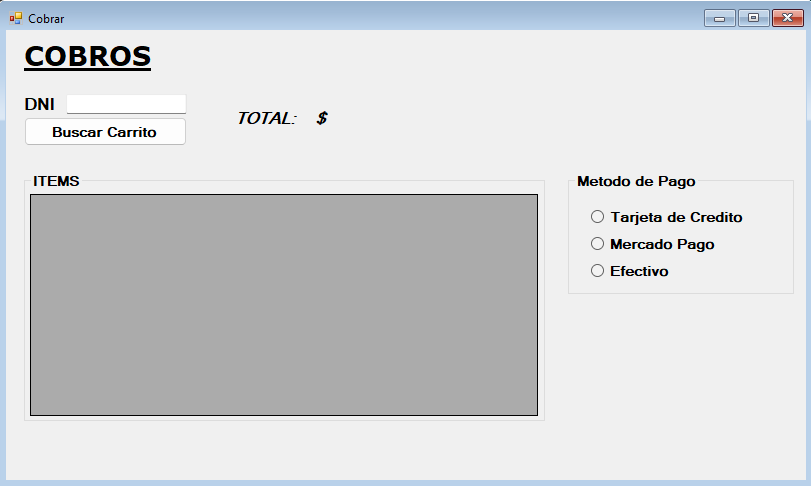 Cobrar
COBROS
DNI
Buscar Carrito
TOTAL: $
ITEMS
Metodo de Pago
Tarjeta de Credito
Mercado Pago
Efectivo